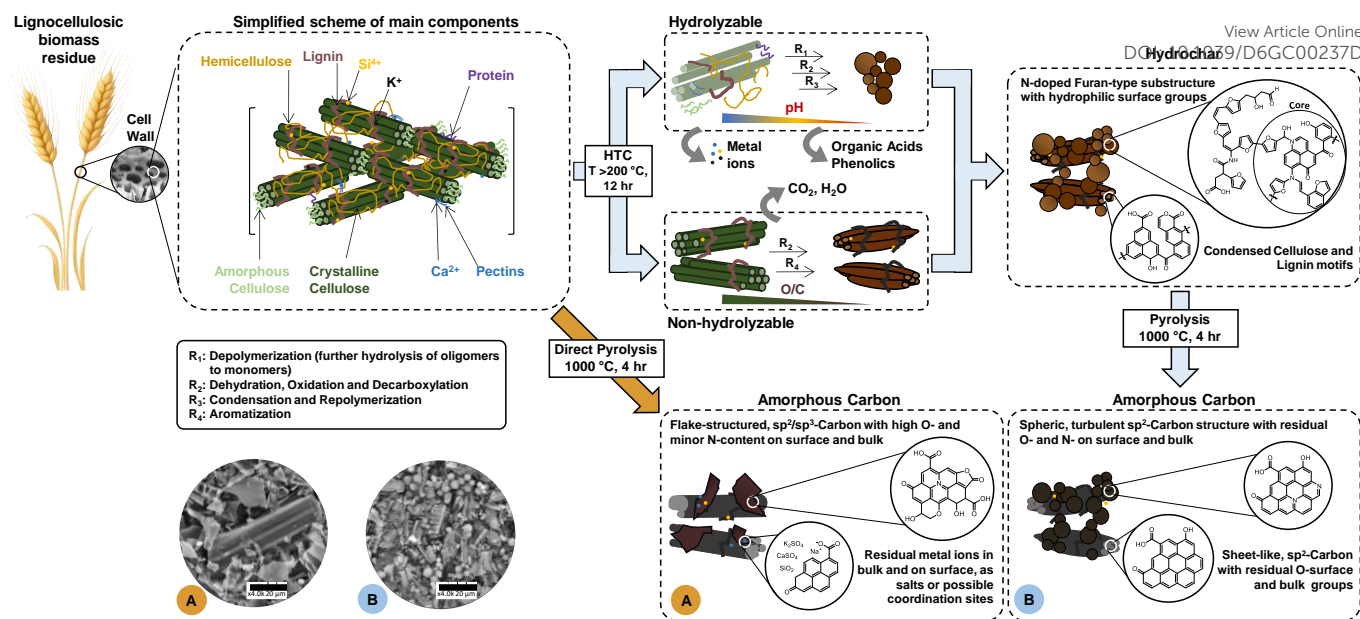 Lignocellulosic
biomass
residue
Cell
Wall
Simplified scheme of main components
Hemicellulose
Lignin
Si⁴⁺
K⁺
Protein
Amorphous
Cellulose
Crystalline
Cellulose
Ca²⁺
Pectins
HTC
T >200 °C,
12 hr
Hydrolyzable
R₁
R₂
R₃
pH
Metal
ions
Organic Acids
Phenolics
CO₂, H₂O
R₂
R₄
O/C
Non-hydrolyzable
View Article Online
Hydrochar
N-doped Furan-type substructure
with hydrophilic surface groups
Core
Condensed Cellulose and
Lignin motifs
Pyrolysis
1000 °C, 4 hr
Direct Pyrolysis
1000 °C, 4 hr
R₁: Depolymerization (further hydrolysis of oligomers
to monomers)
R₂: Dehydration, Oxidation and Decarboxylation
R₃: Condensation and Repolymerization
R₄: Aromatization
x4.0k 20 µm
A
x4.0k 20 µm
B
Amorphous Carbon
Flake-structured, sp²/sp³-Carbon with high O- and
minor N-content on surface and bulk
K₂SO₄
CaSO₄
SiO₂
Na⁺
Residual metal ions in
bulk and on surface, as
salts or possible
coordination sites
A
Amorphous Carbon
Spheric, turbulent sp²-Carbon structure with residual
O- and N- on surface and bulk
Sheet-like, sp²-Carbon
with residual O-surface
and bulk groups
B